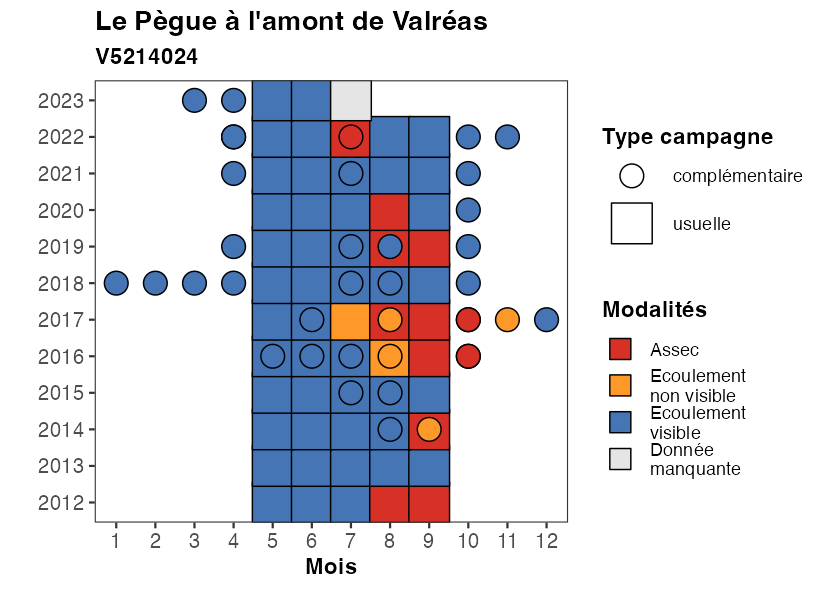 Le Pègue à l'amont de Valréas
V5214024
2023
2022
2021
2020
2019
2018
2017
2016
2015
2014
2013
2012
1 2 3 4 5 6 7 8 9 10 11 12
Mois
Type campagne
complémentaire
usuelle
Modalités
Assec
Ecoulement
non visible
Ecoulement
visible
Donnée
manquante